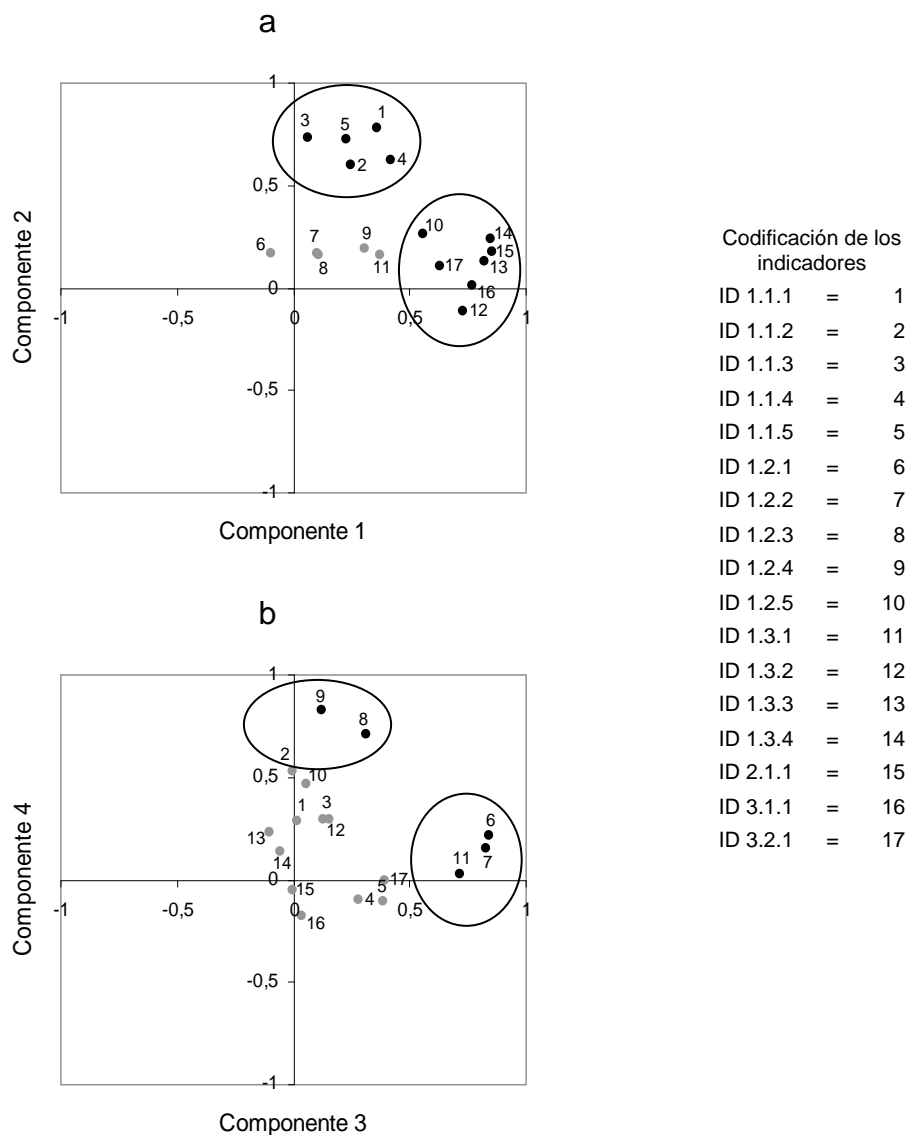 a
1
3
5
1
2
4
0,5
6
7
8
9
11
10
14
15
17
13
16
12
-1
-0,5
0
0,5
1
-0,5
-1
Componente 2
Componente 1
b
1
9
8
2
0,5
10
1
3
12
13
14
6
7
11
17
5
4
15
16
-1
-0,5
0
0,5
1
-0,5
-1
Componente 4
Componente 3
Codificación de los
indicadores
ID 1.1.1 = 1
ID 1.1.2 = 2
ID 1.1.3 = 3
ID 1.1.4 = 4
ID 1.1.5 = 5
ID 1.2.1 = 6
ID 1.2.2 = 7
ID 1.2.3 = 8
ID 1.2.4 = 9
ID 1.2.5 = 10
ID 1.3.1 = 11
ID 1.3.2 = 12
ID 1.3.3 = 13
ID 1.3.4 = 14
ID 2.1.1 = 15
ID 3.1.1 = 16
ID 3.2.1 = 17